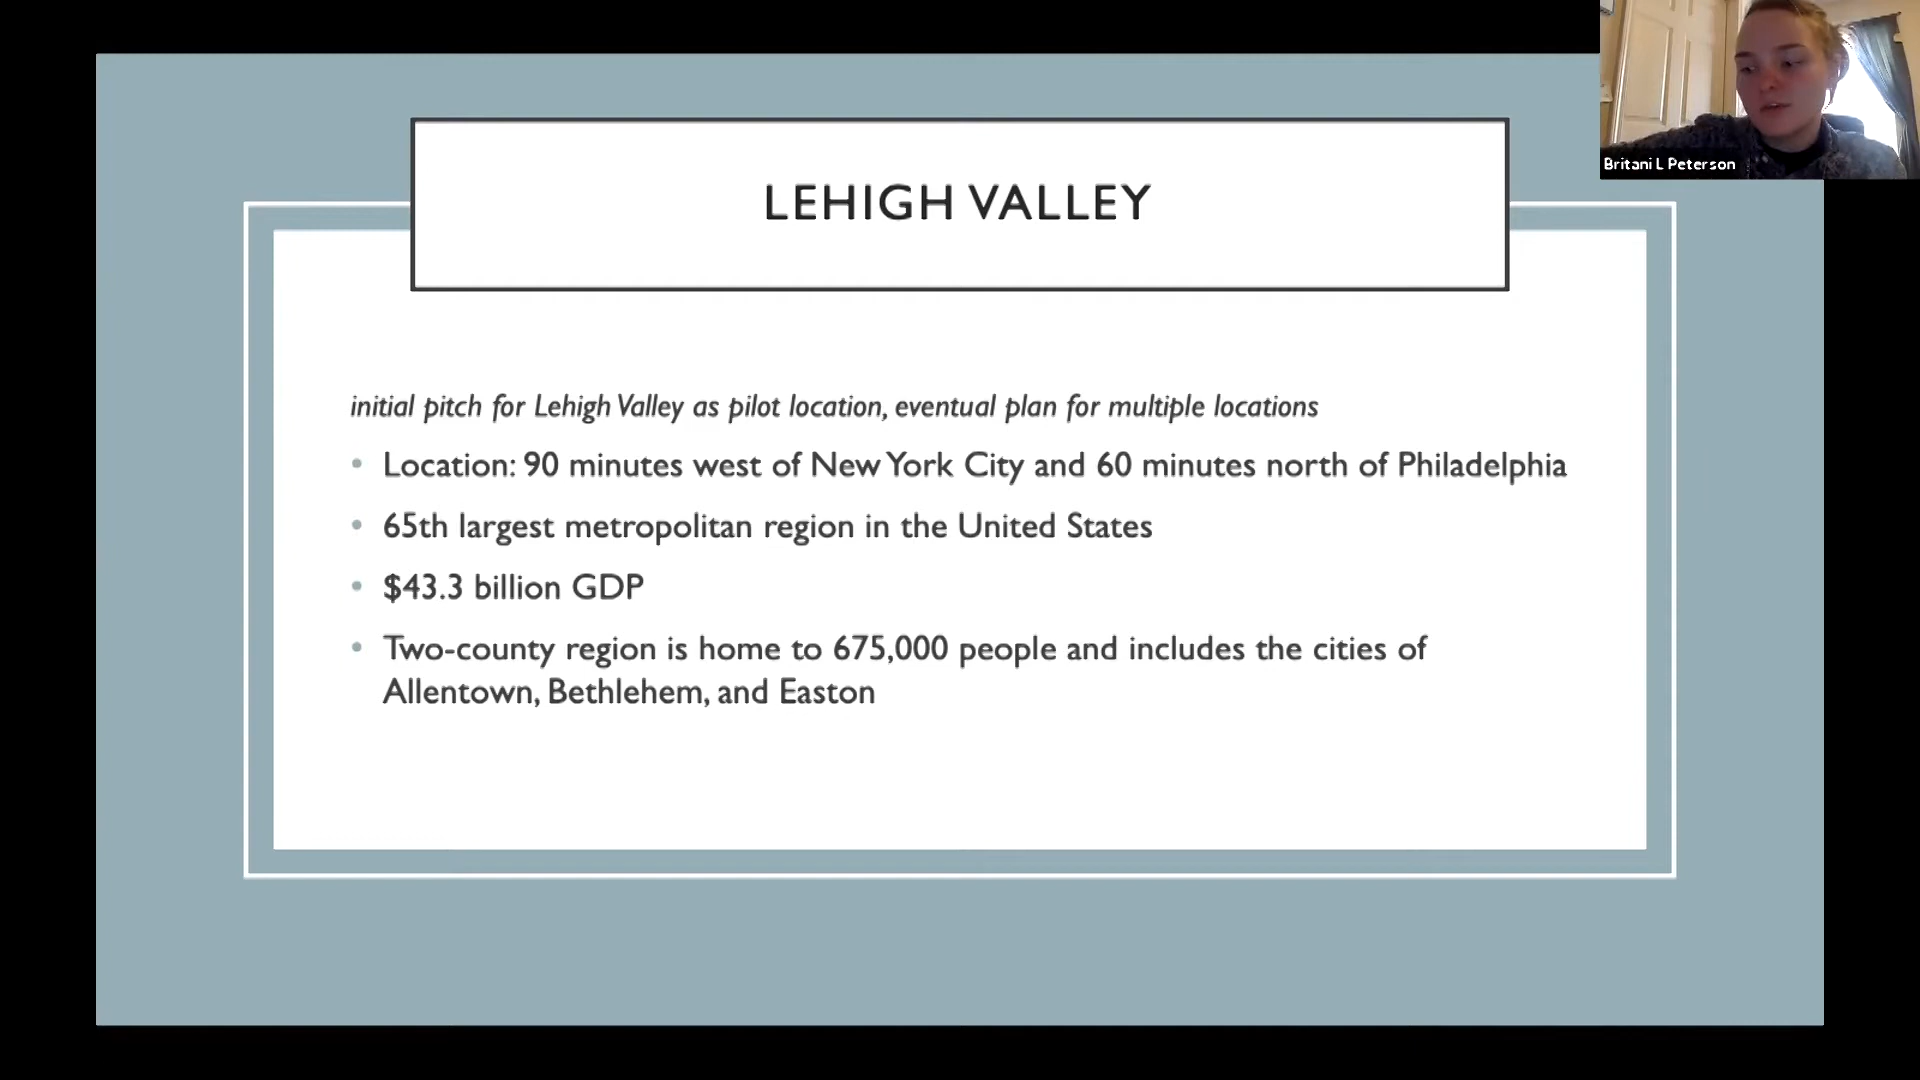 Britani L Peterson
LEHIGH VALLEY
initial pitch for Lehigh Valley as pilot location, eventual plan for multiple locations
• Location: 90 minutes west of New York City and 60 minutes north of Philadelphia
• 65th largest metropolitan region in the United States
• $43.3 billion GDP
• Two-county region is home to 675,000 people and includes the cities of
Allentown, Bethlehem, and Easton